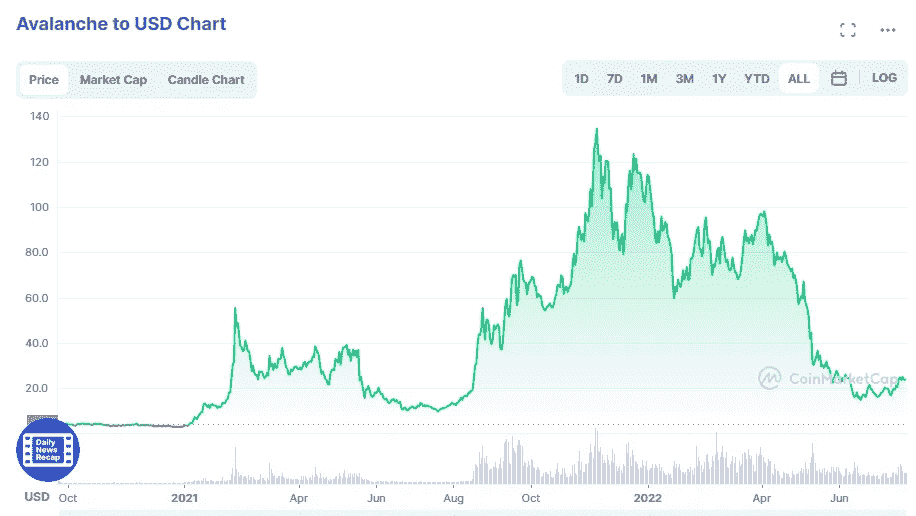 Avalanche to USD Chart
Price Market Cap Candle Chart
1D 7D 1M 3M 1Y YTD ALL LOG
140
120
100
80.0
60.0
40.0
20.0
CoinMarketCap
Daily
News
Recap
USD Oct 2021 Apr Jun Aug Oct 2022 Apr Jun